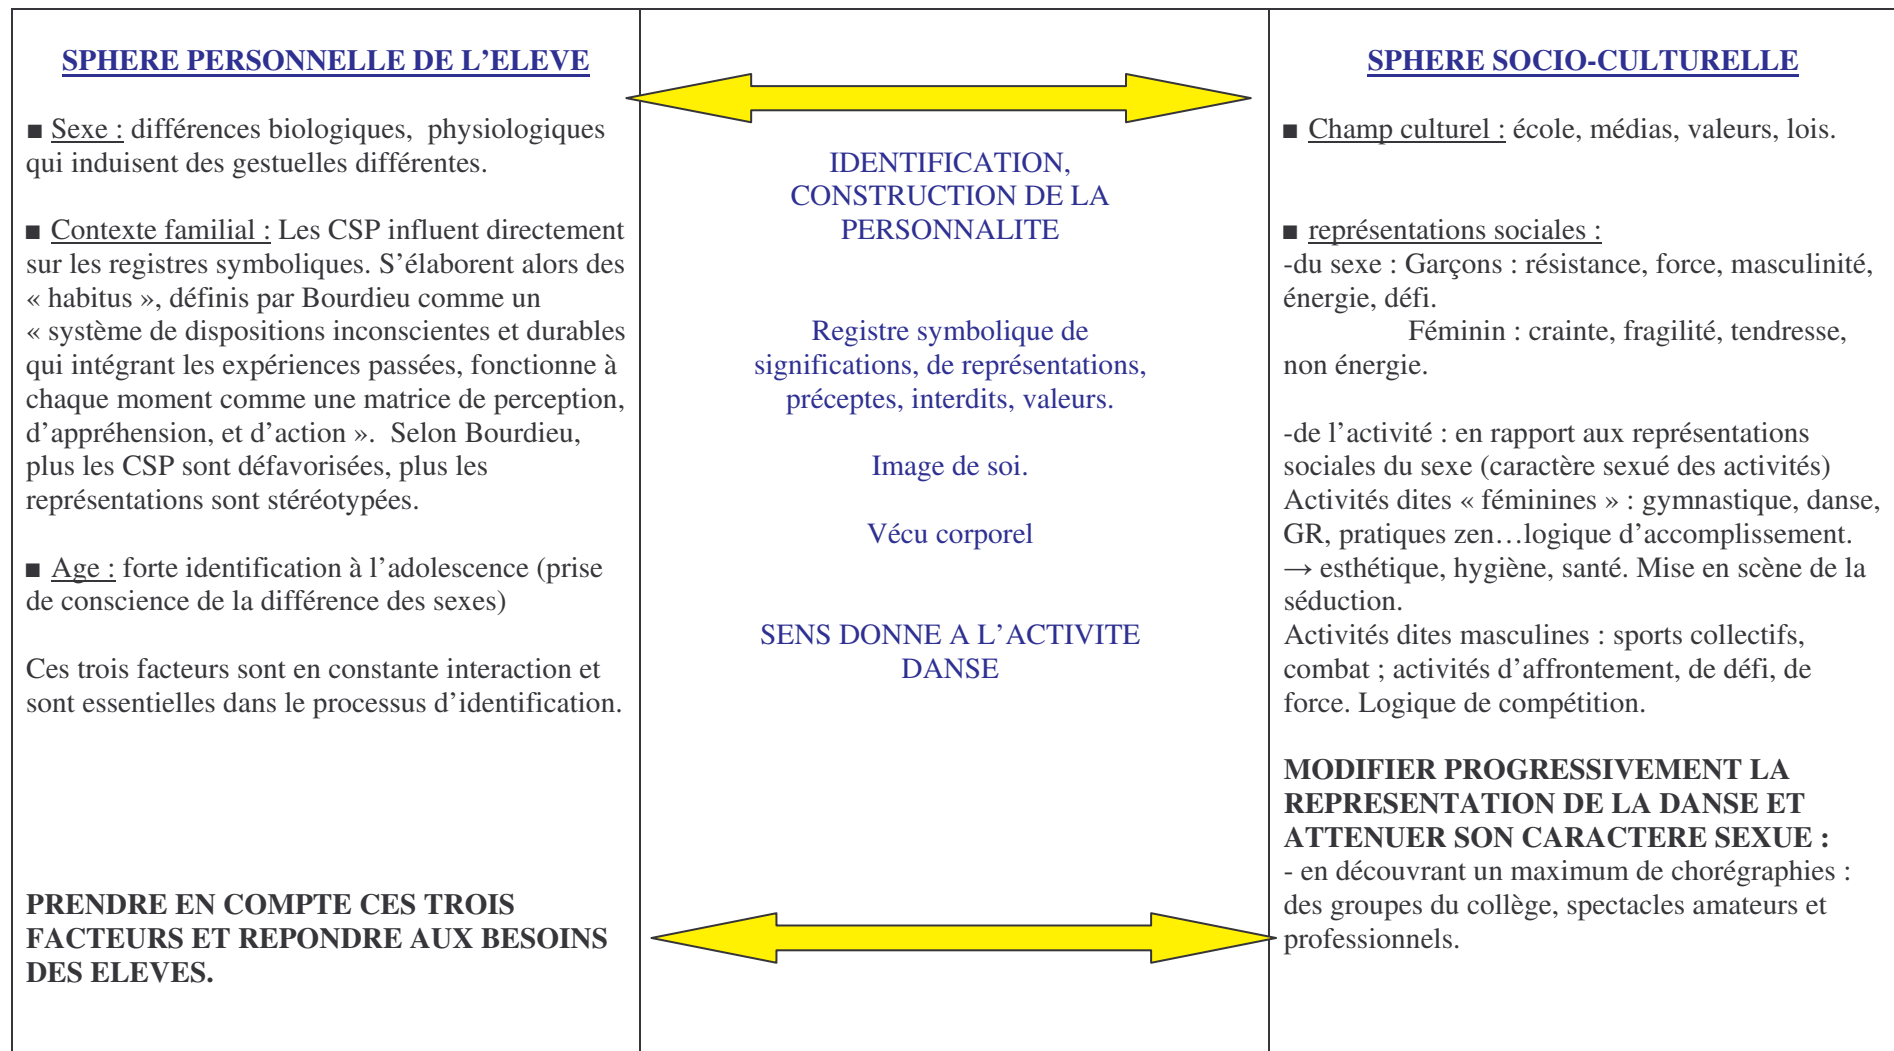 SPHERE PERSONNELLE DE L’ELEVE
■ Sexe : différences biologiques,  physiologiques
qui induisent des gestuelles différentes.
■ Contexte familial : Les CSP influent directement
sur les registres symboliques. S’élaborent alors des
« habitus », définis par Bourdieu comme un
« système de dispositions inconscientes et durables
qui intégrant les expériences passées, fonctionne à
chaque moment comme une matrice de perception,
d’appréhension, et d’action ».  Selon Bourdieu,
plus les CSP sont défavorisées, plus les
représentations sont stéréotypées.
■ Age : forte identification à l’adolescence (prise
de conscience de la différence des sexes)
Ces trois facteurs sont en constante interaction et
sont essentielles dans le processus d’identification.
PRENDRE EN COMPTE CES TROIS
FACTEURS ET REPONDRE AUX BESOINS
DES ELEVES.
IDENTIFICATION,
CONSTRUCTION DE LA
PERSONNALITE
Registre symbolique de
significations, de représentations,
préceptes, interdits, valeurs.
Image de soi.
Vécu corporel
SENS DONNE A L’ACTIVITE
DANSE
SPHERE SOCIO-CULTURELLE
■ Champ culturel : école, médias, valeurs, lois.
■ représentations sociales :
-du sexe : Garçons : résistance, force, masculinité,
énergie, défi.
Féminin : crainte, fragilité, tendresse,
non énergie.
-de l’activité : en rapport aux représentations
sociales du sexe (caractère sexué des activités)
Activités dites « féminines » : gymnastique, danse,
GR, pratiques zen…logique d’accomplissement.
→ esthétique, hygiène, santé. Mise en scène de la
séduction.
Activités dites masculines : sports collectifs,
combat ; activités d’affrontement, de défi, de
force. Logique de compétition.
MODIFIER PROGRESSIVEMENT LA
REPRESENTATION DE LA DANSE ET
ATTENUER SON CARACTERE SEXUE :
- en découvrant un maximum de chorégraphies :
des groupes du collège, spectacles amateurs et
professionnels.